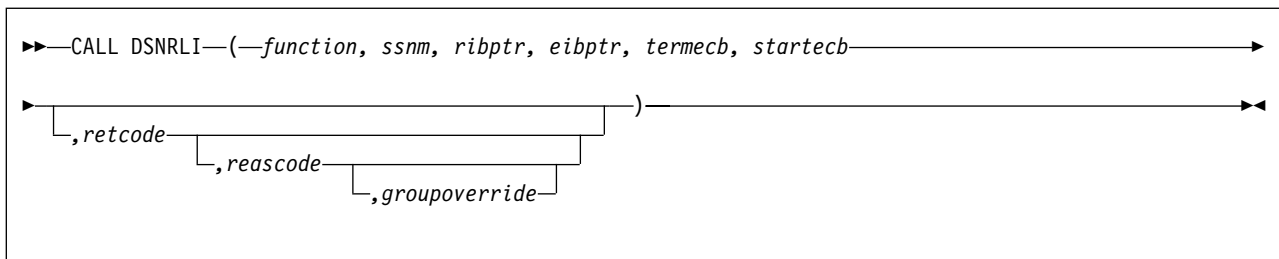 CALL DSNRLI ( function, ssnm, ribptr, eibptr, termecb, startecb
)
,retcode
,reascode
,groupoverride